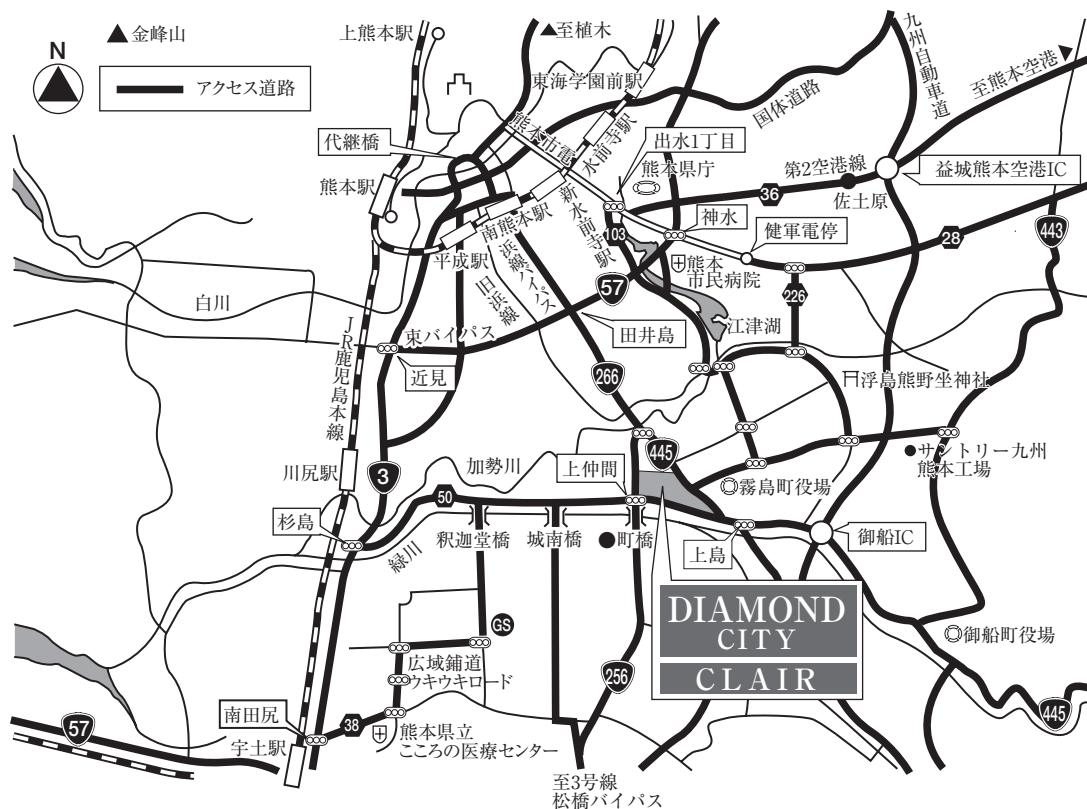 N
▲金峰山
アクセス道路
上熊本駅
▲至植木
東海学園前駅
九州自動車道
至熊本空港
国体道路
代継橋
熊本市電
水前寺駅
出水1丁目
熊本県庁
第2空港線
益城熊本空港IC
熊本駅
36
佐土原
南熊本駅
新水前寺駅
103
神水
健軍電停
28
443
平成駅
浜線バイパス
旧浜線
57
熊本
市民病院
226
白川
江津湖
東バイパス
田井島
近見
JR鹿児島本線
266
浮島熊野坐神社
445
サントリー九州
熊本工場
川尻駅
3
加勢川
上仲間
霧島町役場
50
杉島
緑川
釈迦堂橋
城南橋
●町橋
上島
御船IC
DIAMOND
CITY
CLAIR
GS
御船町役場
広域鋪道
ウキウキロード
256
南田尻
38
445
57
宇土駅
熊本県立
こころの医療センター
至3号線
松橋バイパス